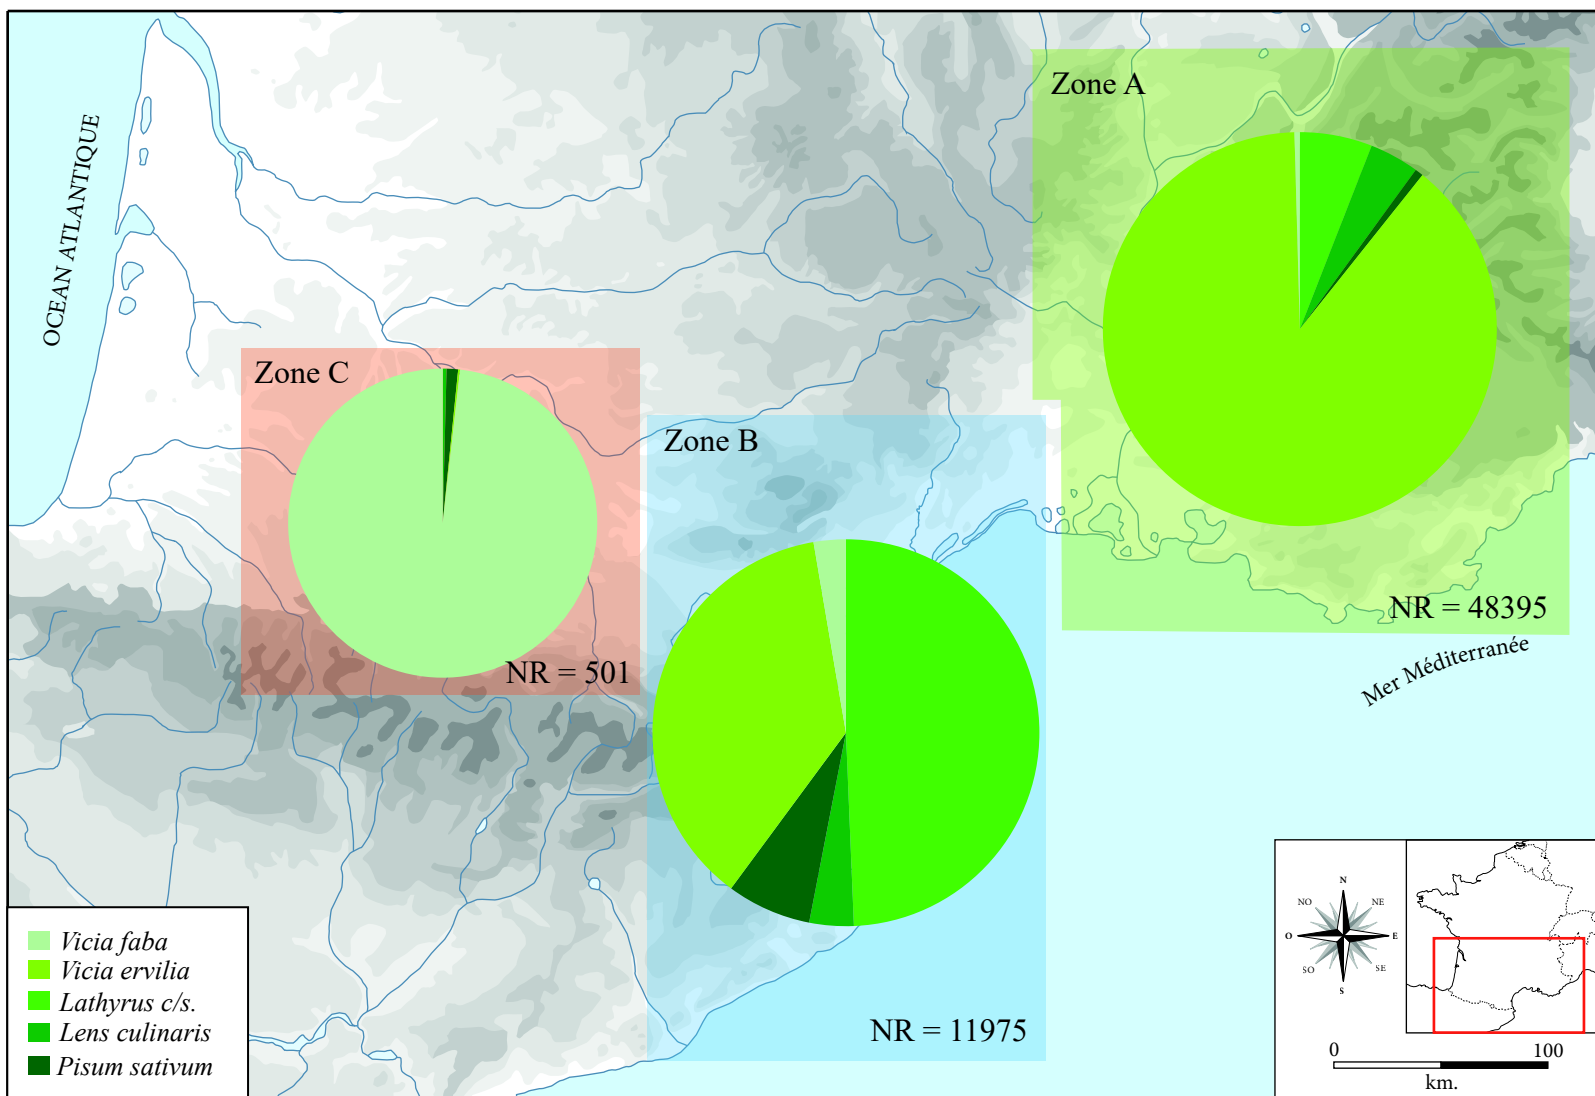 OCEAN ATLANTIQUE
Zone A
NR = 48395
Mer Méditerranée
Zone C
NR = 501
Zone B
NR = 11975
Vicia faba
Vicia ervilia
Lathyrus c/s.
Lens culinaris
Pisum sativum
N
NO
NE
O
E
SO
SE
S
0 100
km.